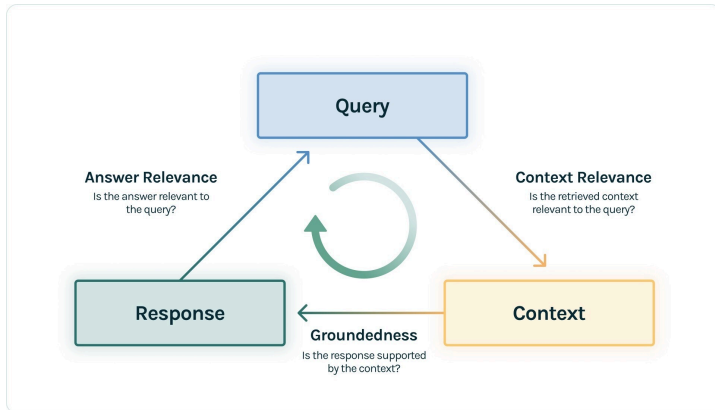 Query
Answer Relevance
Is the answer relevant to
the query?
Context Relevance
Is the retrieved context
relevant to the query?
Response
Context
Groundedness
Is the response supported
by the context?